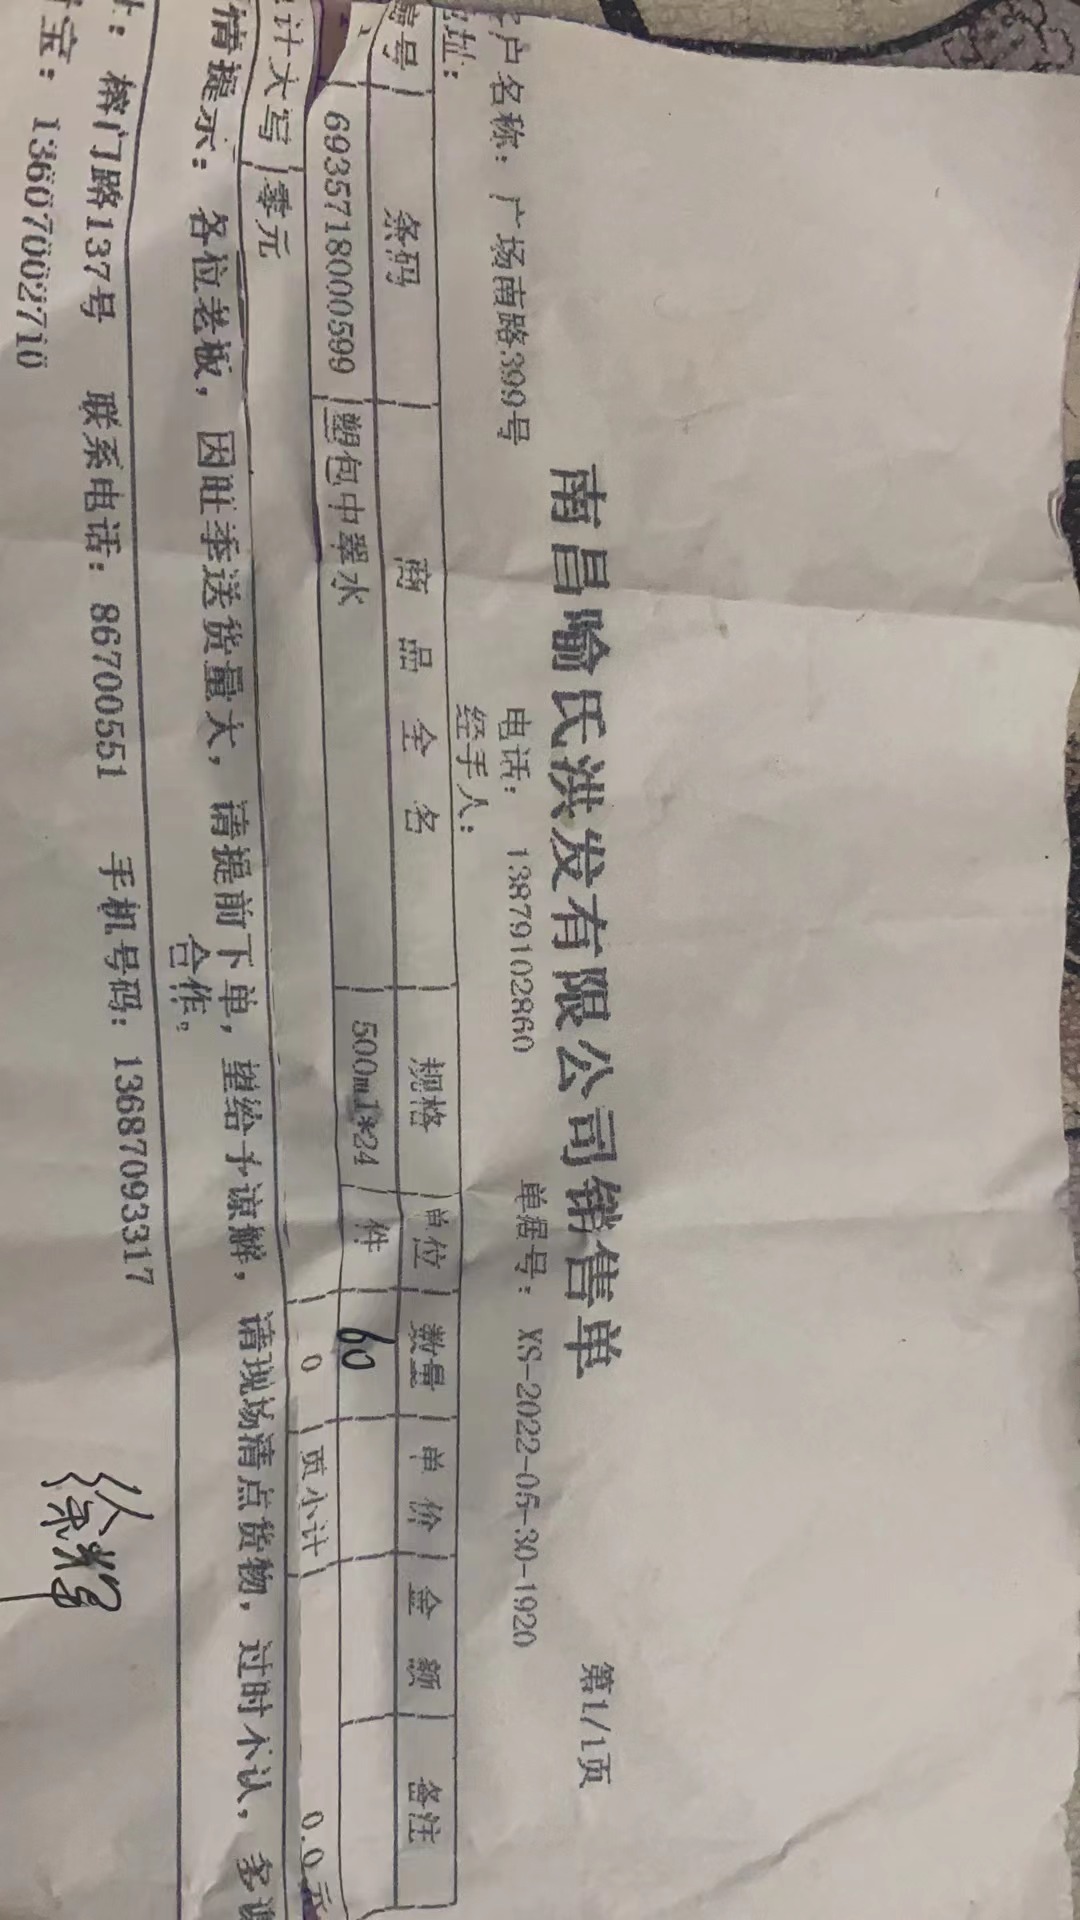 南昌喻氏洪发有限公司销售单
第1/1页
户名称: 广场南路399号 电话: 13879102860 单据号: XS-2022-05-30-1920
址: 经手人:
号 条码 商品全名 规格 单位 数量 单价 金额 备注
6935718000599 塑包中翠水 500ml*24 件 60
计大写 零元 0 页小计 0.0元
情提示: 各位老板, 因旺季送货量大, 请提前下单, 望给予谅解, 请现场清点货物, 过时不认, 多谢
合作。
: 榕门路137号 联系电话: 86700551 手机号码: 13687093317
宝: 13607002710
徐辉